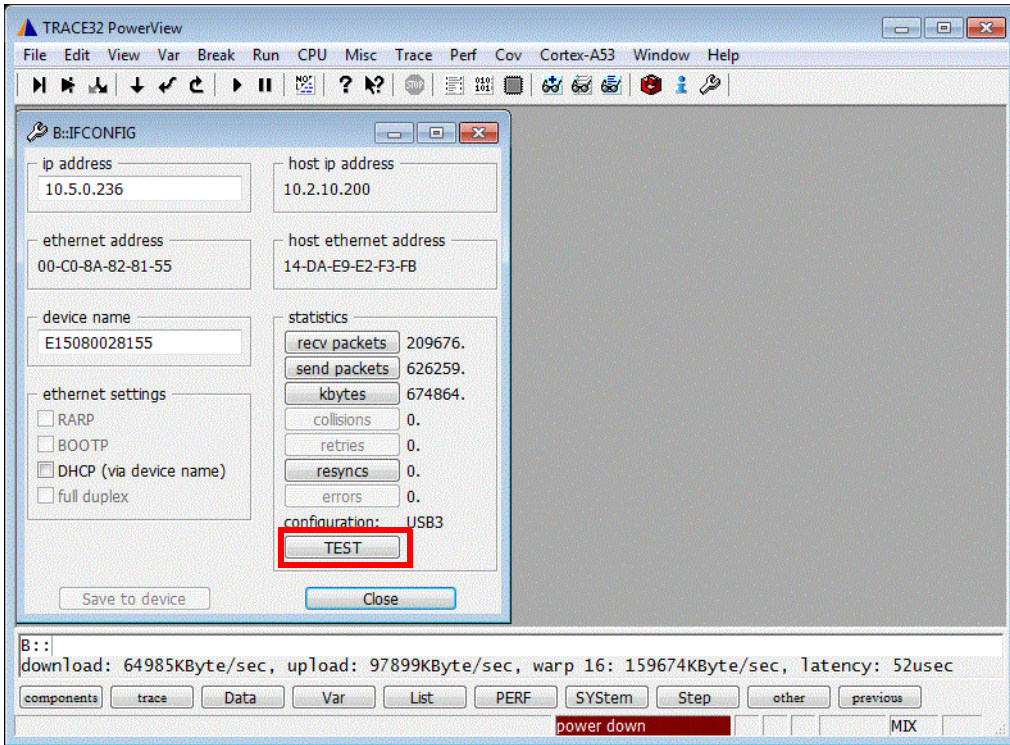 TRACE32 PowerView
File Edit View Var Break Run CPU Misc Trace Perf Cov Cortex-A53 Window Help
NO! STOP 010 101
B::IFCONFIG
ip address
10.5.0.236
host ip address
10.2.10.200
ethernet address
00-C0-8A-82-81-55
host ethernet address
14-DA-E9-E2-F3-FB
device name
E15080028155
ethernet settings
RARP
BOOTP
DHCP (via device name)
full duplex
statistics
recv packets 209676.
send packets 626259.
kbytes 674864.
collisions 0.
retries 0.
resyncs 0.
errors 0.
configuration: USB3
TEST
Save to device
Close
B::
download: 64985KByte/sec, upload: 97899KByte/sec, warp 16: 159674KByte/sec, latency: 52usec
components trace Data Var List PERF SYStem Step other previous
power down MIX